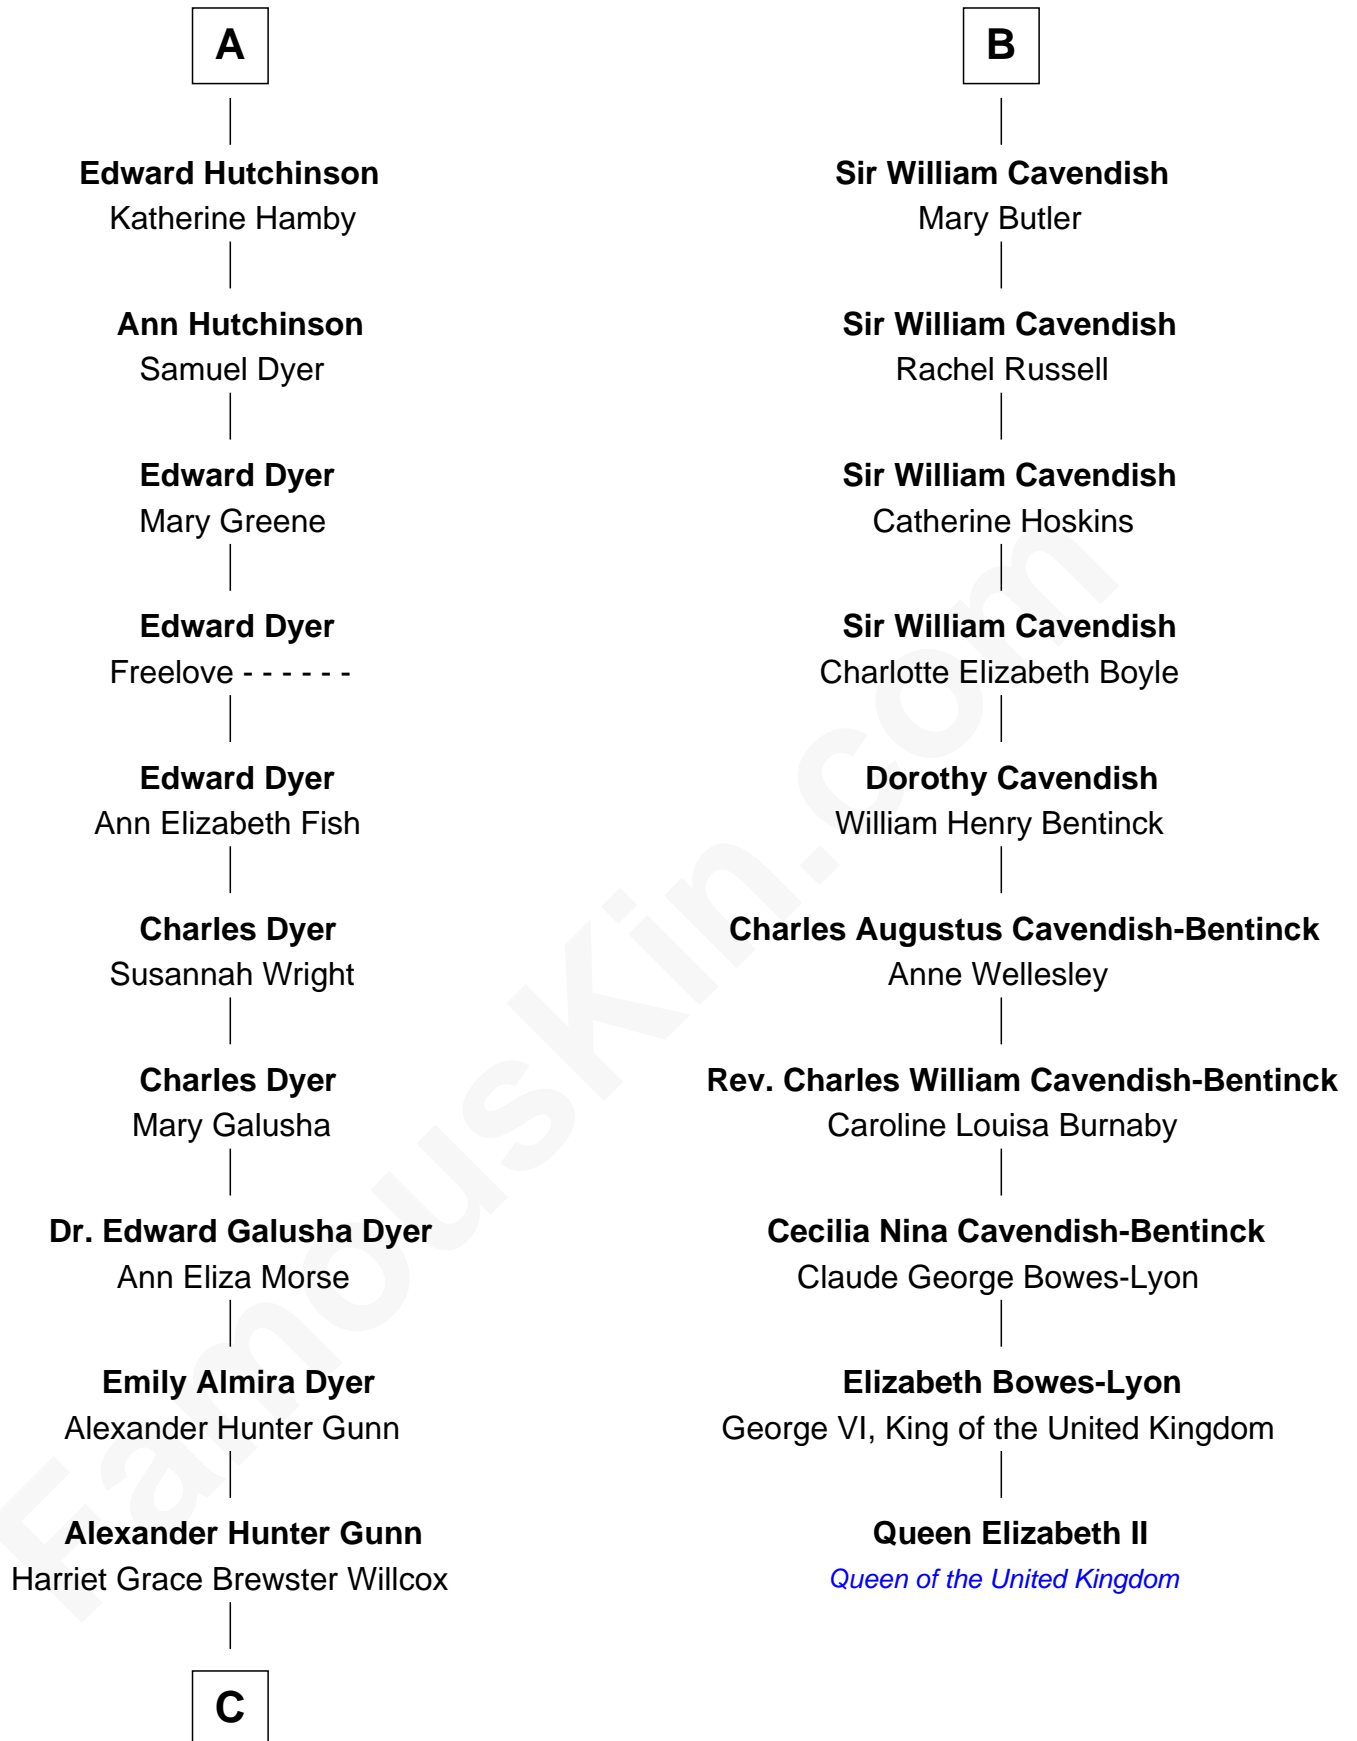 A
Edward Hutchinson
Katherine Hamby
Ann Hutchinson
Samuel Dyer
Edward Dyer
Mary Greene
Edward Dyer
Freelove - - - - - -
Edward Dyer
Ann Elizabeth Fish
Charles Dyer
Susannah Wright
Charles Dyer
Mary Galusha
Dr. Edward Galusha Dyer
Ann Eliza Morse
Emily Almira Dyer
Alexander Hunter Gunn
Alexander Hunter Gunn
Harriet Grace Brewster Willcox
C
B
Sir William Cavendish
Mary Butler
Sir William Cavendish
Rachel Russell
Sir William Cavendish
Catherine Hoskins
Sir William Cavendish
Charlotte Elizabeth Boyle
Dorothy Cavendish
William Henry Bentinck
Charles Augustus Cavendish-Bentinck
Anne Wellesley
Rev. Charles William Cavendish-Bentinck
Caroline Louisa Burnaby
Cecilia Nina Cavendish-Bentinck
Claude George Bowes-Lyon
Elizabeth Bowes-Lyon
George VI, King of the United Kingdom
Queen Elizabeth II
Queen of the United Kingdom
FamousKin.com